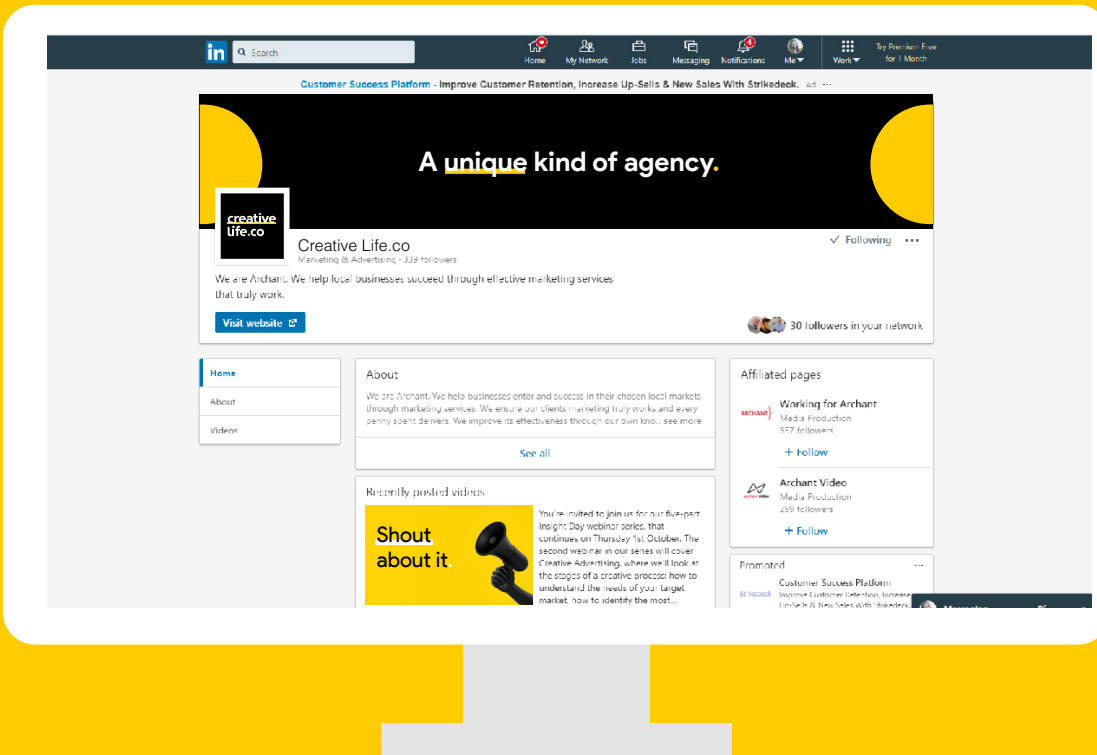 in
Search
Home
My Network
Jobs
Messaging
4
Notifications
Me
Work
Try Premium Free
for 1 Month
Customer Success Platform - Improve Customer Retention, Increase Up-Sells & New Sales With Strikedeck. Ad ...
A unique kind of agency.
creative
life.co
Creative Life.co
Marketing & Advertising · 339 followers
Following
We are Archant. We help local businesses succeed through effective marketing services
that truly work.
Visit website
30 followers in your network
Home
About
Videos
About
We are Archant. We help businesses enter and success in their chosen local markets
through marketing services. We ensure our clients marketing truly works and every
penny spent delivers. We improve its effectiveness through our own kno... see more
See all
Recently posted videos
Shout
about it.
You're invited to join us for our five-part
Insight Day webinar series, that
continues on Thursday 1st October. The
second webinar in our series will cover
Creative Advertising, where we'll look at
the stages of a creative process: how to
understand the needs of your target
market, how to identify the most...
Affiliated pages
ARCHANT
Working for Archant
Media Production
857 followers
+ Follow
archant video
Archant Video
Media Production
299 followers
+ Follow
Promoted
...
Strikedeck
Customer Success Platform
Improve Customer Retention, Increase
Up-Sells & New Sales With Strikedeck.
Messaging